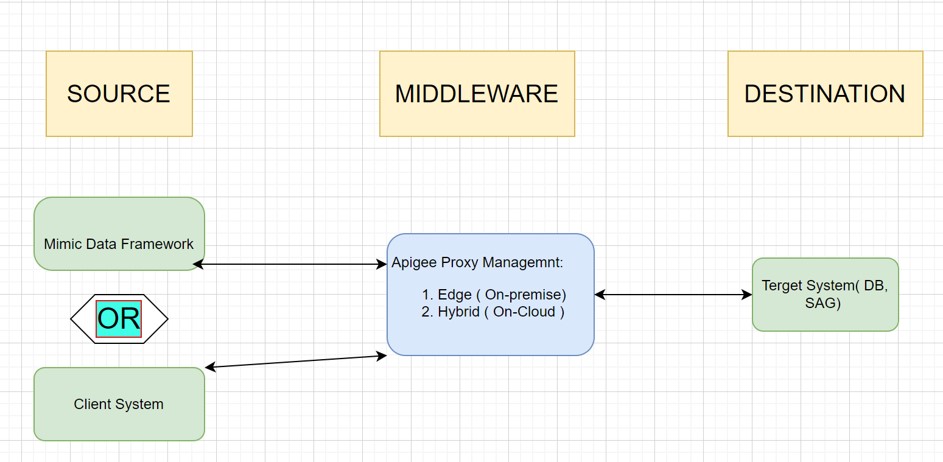 SOURCE
MIDDLEWARE
DESTINATION
Mimic Data Framework
OR
Client System
Apigee Proxy Managemnt:
1. Edge ( On-premise)
2. Hybrid ( On-Cloud )
Terget System( DB,
SAG)